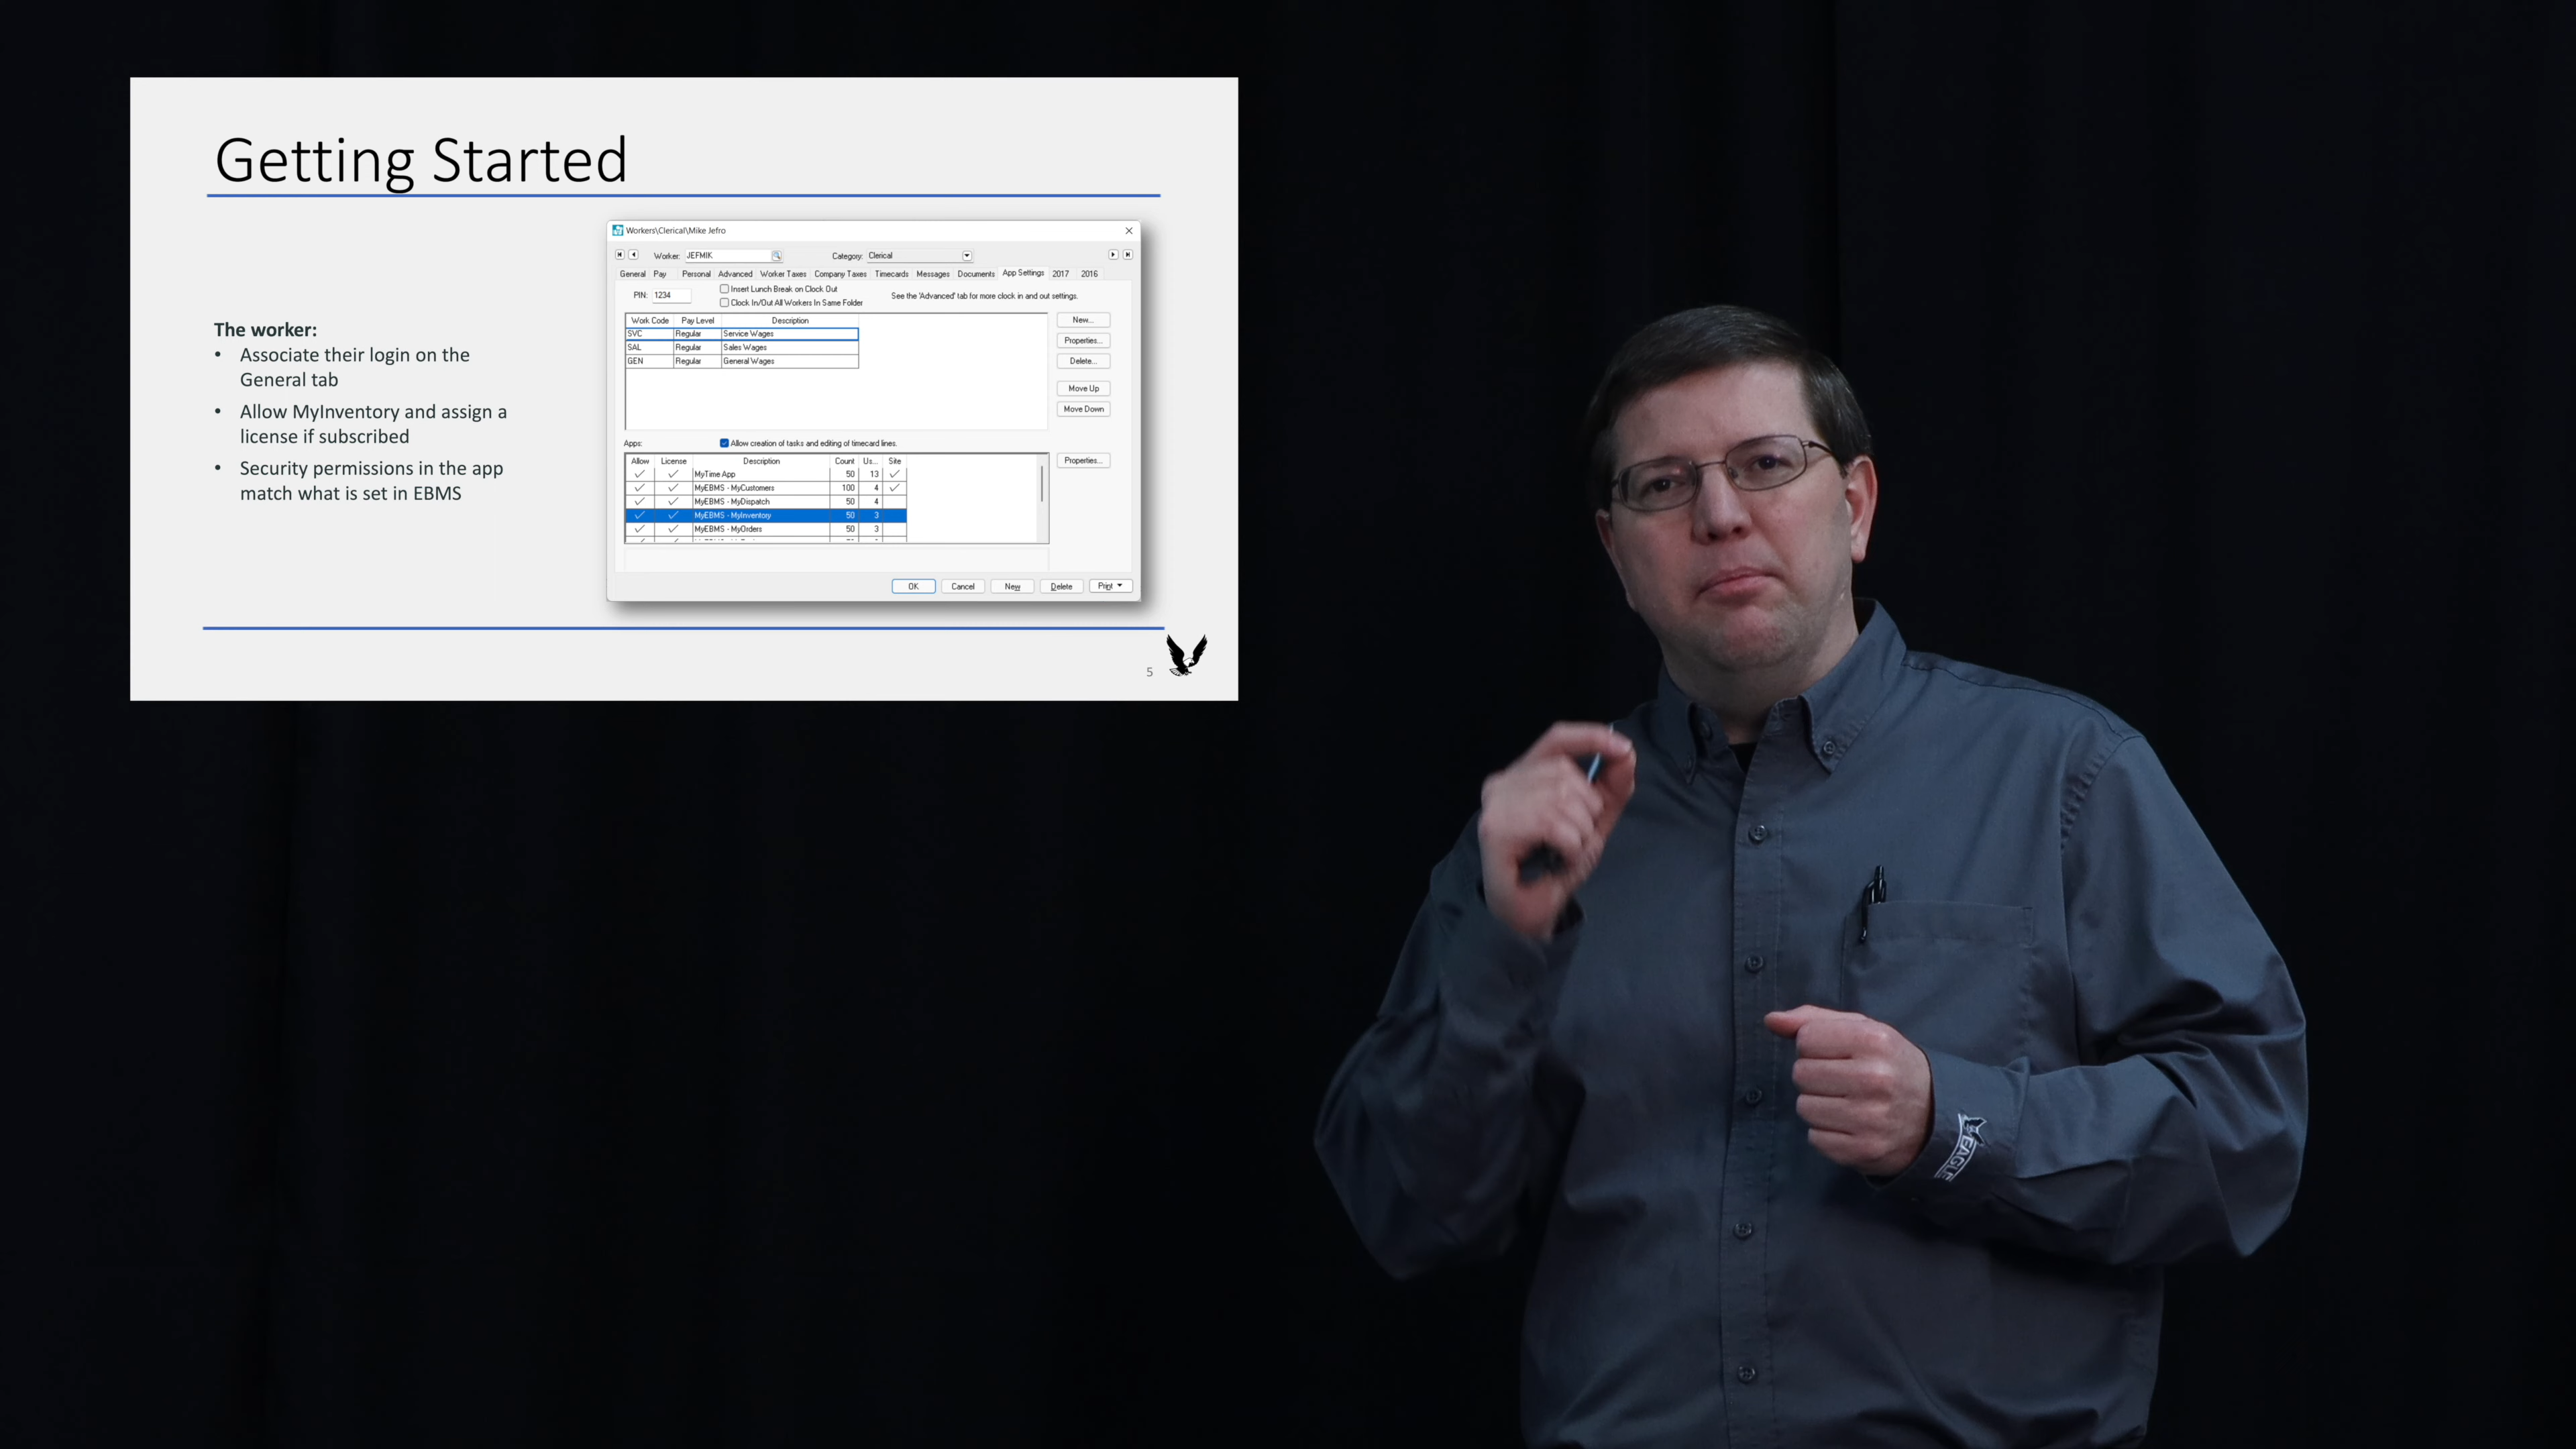 Getting Started
The worker:
• Associate their login on the
General tab
• Allow MyInventory and assign a
license if subscribed
• Security permissions in the app
match what is set in EBMS
Workers\Clerical\Mike Jefro
Worker: JEFMIK Category: Clerical
General Pay Personal Advanced Worker Taxes Company Taxes Timecards Messages Documents App Settings 2017 2016
PIN: 1234
Insert Lunch Break on Clock Out
Clock In/Out All Workers In Same Folder
See the 'Advanced' tab for more clock in and out settings.
Work Code Pay Level Description
SVC Regular Service Wages
SAL Regular Sales Wages
GEN Regular General Wages
New...
Properties...
Delete...
Move Up
Move Down
Apps: Allow creation of tasks and editing of timecard lines.
Allow License Description Count Us... Site
MyTime App 50 13
MyEBMS - MyCustomers 100 4
MyEBMS - MyDispatch 50 4
MyEBMS - MyInventory 50 3
MyEBMS - MyOrders 50 3
Properties...
OK Cancel New Delete Print
5
EAGLE